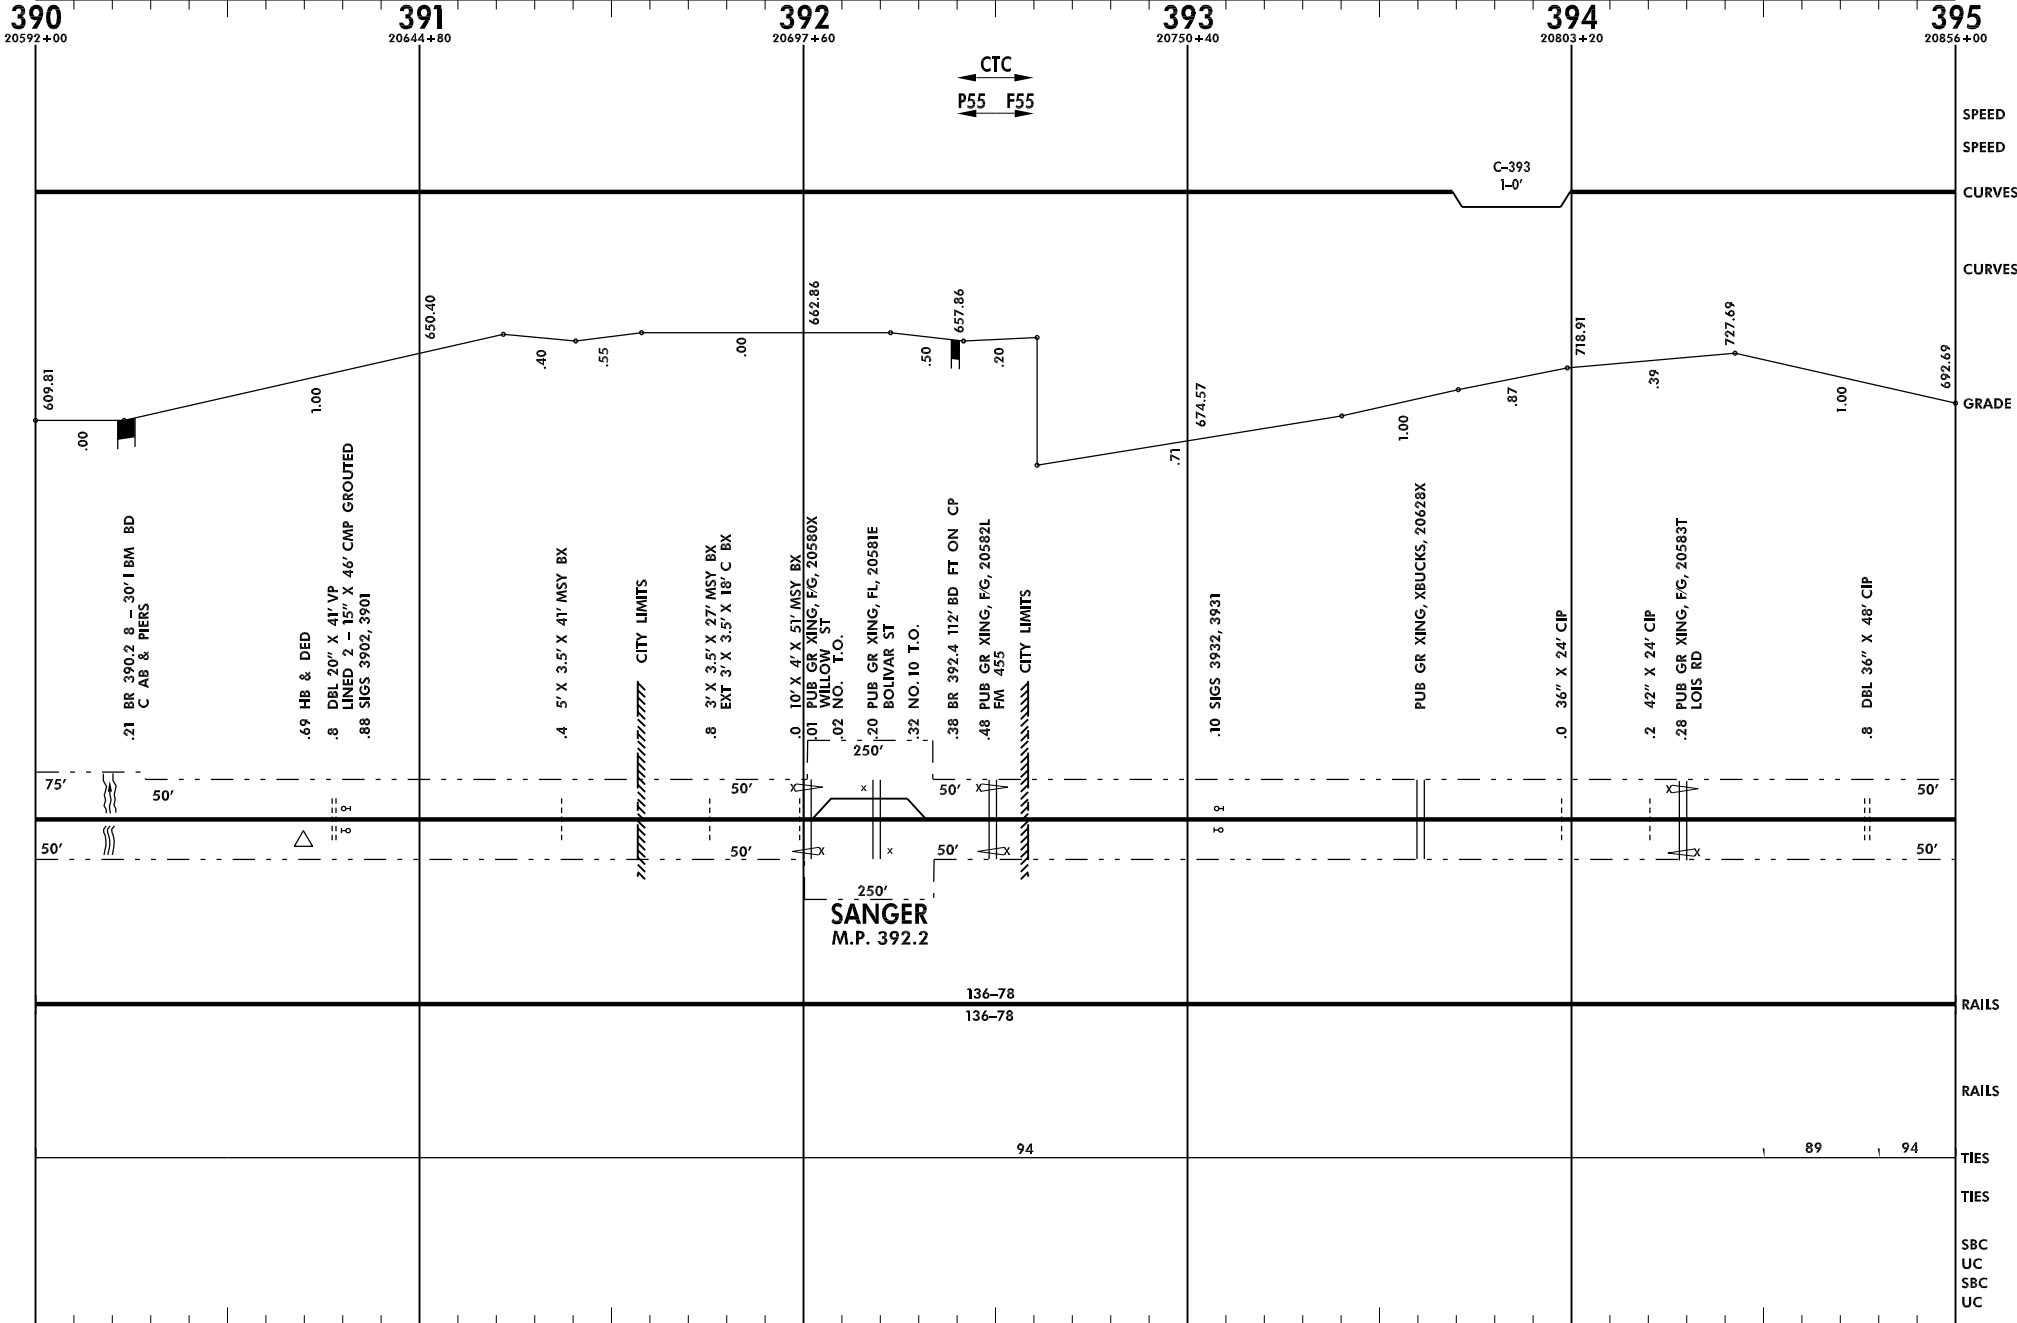 390 391 392 393 394 395
20592+00 20644+80 20697+60 20750+40 20803+20 20856+00
CTC
P55 F55
SPEED
SPEED
C-393
1-0'
CURVES
CURVES
609.81
650.40
662.86
657.86
674.57
718.91
727.69
692.69
.00
1.00
.40
.55
.00
.50
.20
.71
1.00
.87
.39
1.00
GRADE
.21 BR 390.2 8 – 30' I BM BD
C AB & PIERS
.69 HB & DED
.8 DBL 20" X 41' VP
LINED 2 – 15" X 46' CMP GROUTED
.88 SIGS 3902, 3901
.4 5' X 3.5' X 41' MSY BX
CITY LIMITS
.8 3' X 3.5' X 27' MSY BX
EXT 3' X 3.5' X 18' C BX
.0 10' X 4' X 51' MSY BX
.01 PUB GR XING, F/G, 20580X
WILLOW ST
.02 NO. T.O.
.20 PUB GR XING, FL, 20581E
BOLIVAR ST
.32 NO. 10 T.O.
.38 BR 392.4 112' BD FT ON CP
.48 PUB GR XING, F/G, 20582L
FM 455
CITY LIMITS
.10 SIGS 3932, 3931
PUB GR XING, XBUCKS, 20628X
.0 36" X 24' CIP
.2 42" X 24' CIP
.28 PUB GR XING, F/G, 20583T
LOIS RD
.8 DBL 36" X 48' CIP
75' 50' 50' 250' 50' 50'
50' 50' 250' 50' 50'
SANGER
M.P. 392.2
136–78
136–78
RAILS
RAILS
94 89 94
TIES
TIES
SBC
UC
SBC
UC